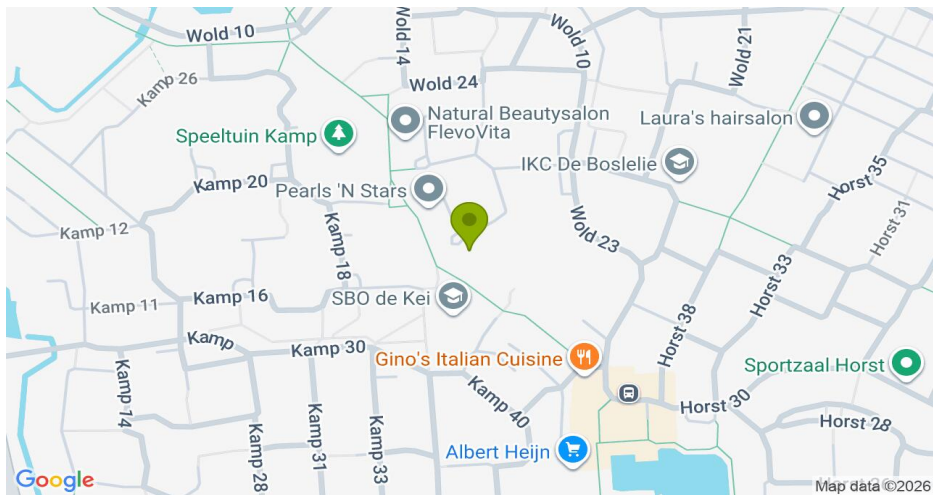 Wold 10
Wold 14
Wold 10
Wold 21
Kamp 26
Wold 24
Natural Beautysalon
FlevoVita
Laura's hairsalon
Speeltuin Kamp
IKC De Boslelie
Horst 35
Kamp 20
Pearls 'N Stars
Horst 31
Kamp 12
Kamp 18
Wold 23
Horst 33
Kamp 11
Kamp 16
SBO de Kei
Horst 38
Kamp
Kamp 30
Gino's Italian Cuisine
Sportzaal Horst
Kamp 14
Kamp 40
Horst 30
Horst 28
Kamp 28
Kamp 31
Kamp 33
Albert Heijn
Google
Map data ©2026